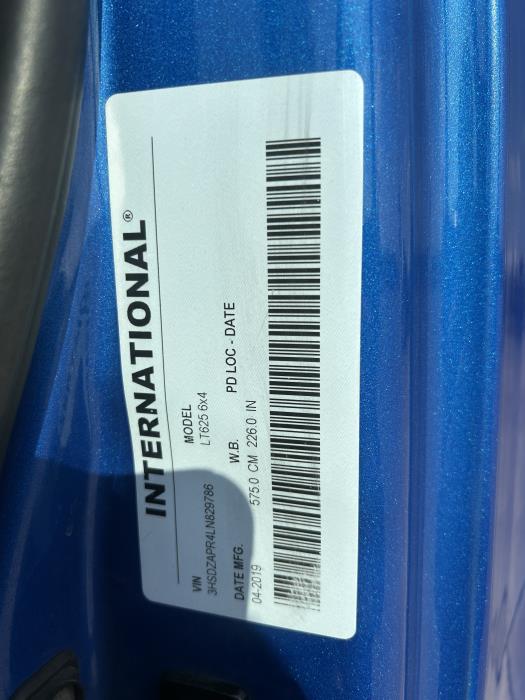 INTERNATIONAL®
VIN MODEL
3HSDZAPR4LN829786 LT625 6x4
DATE MFG. W.B. PD LOC - DATE
04-2019 575.0 CM 226.0 IN